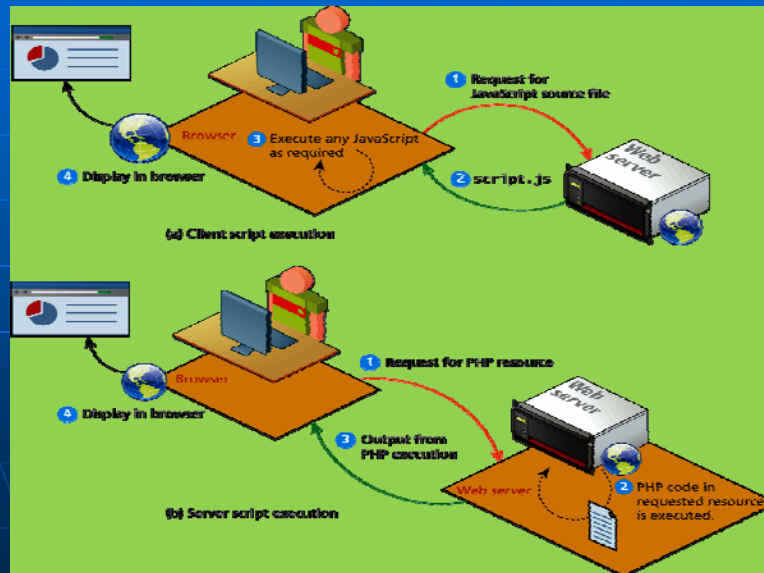 1 Request for
JavaScript source file
Web
server
Browser
3 Execute any JavaScript
as required
2 script.js
4 Display in browser
(a) Client script execution
1 Request for PHP resource
Browser
Web
server
4 Display in browser
3 Output from
PHP execution
Web server
2 PHP code in
requested resource
is executed.
(b) Server script execution